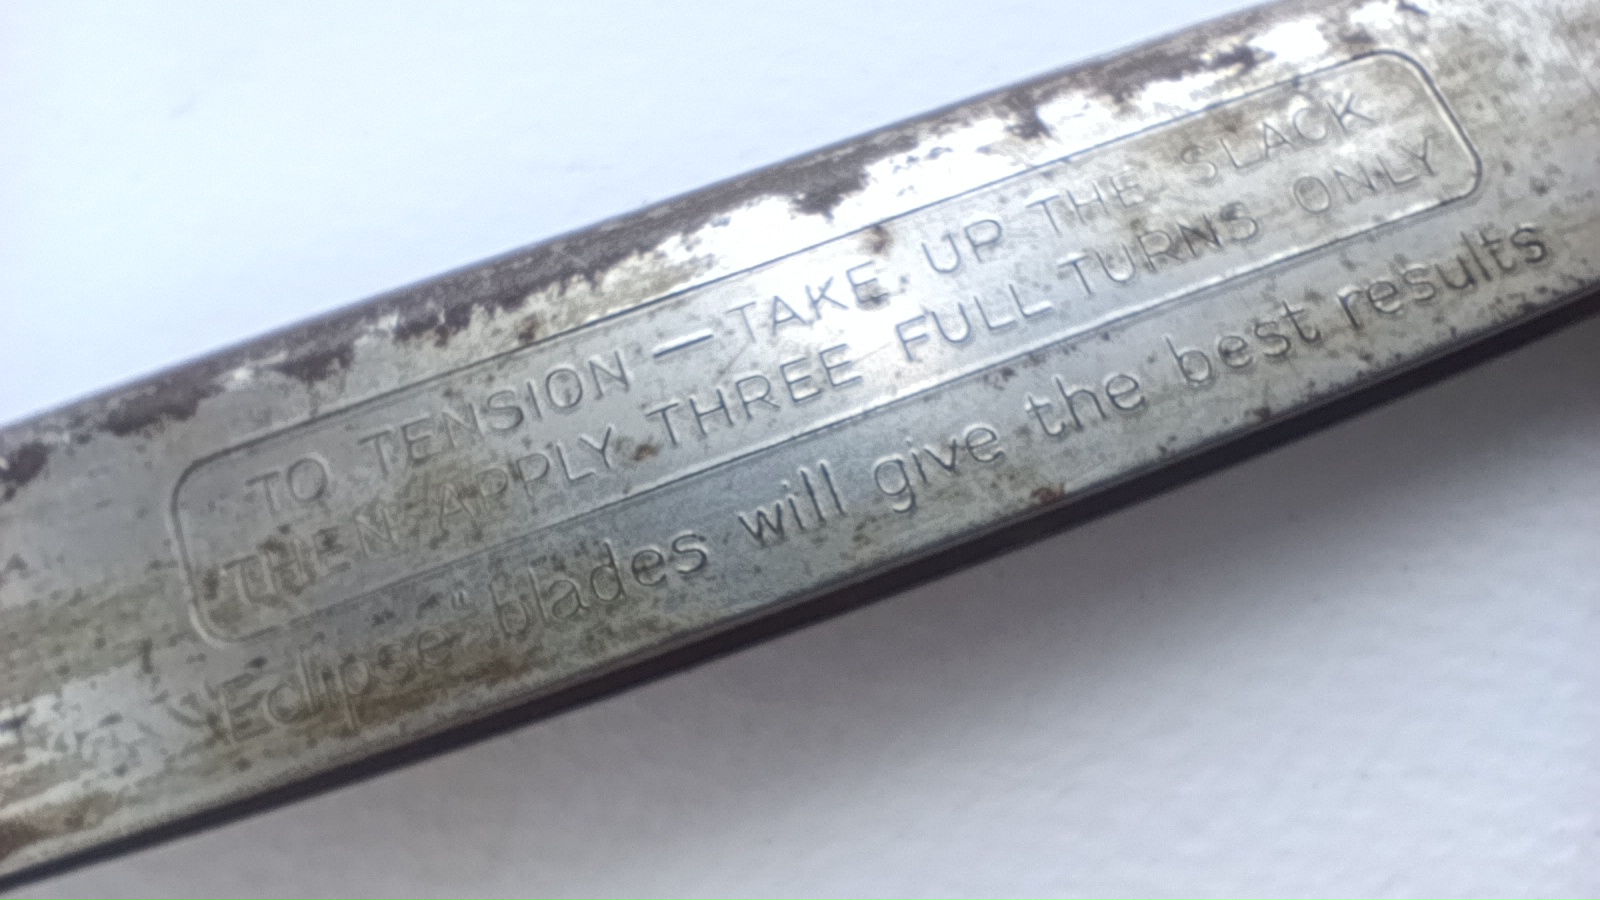 TO TENSION — TAKE UP THE SLACK
THEN APPLY THREE FULL TURNS ONLY
"Eclipse" blades will give the best results